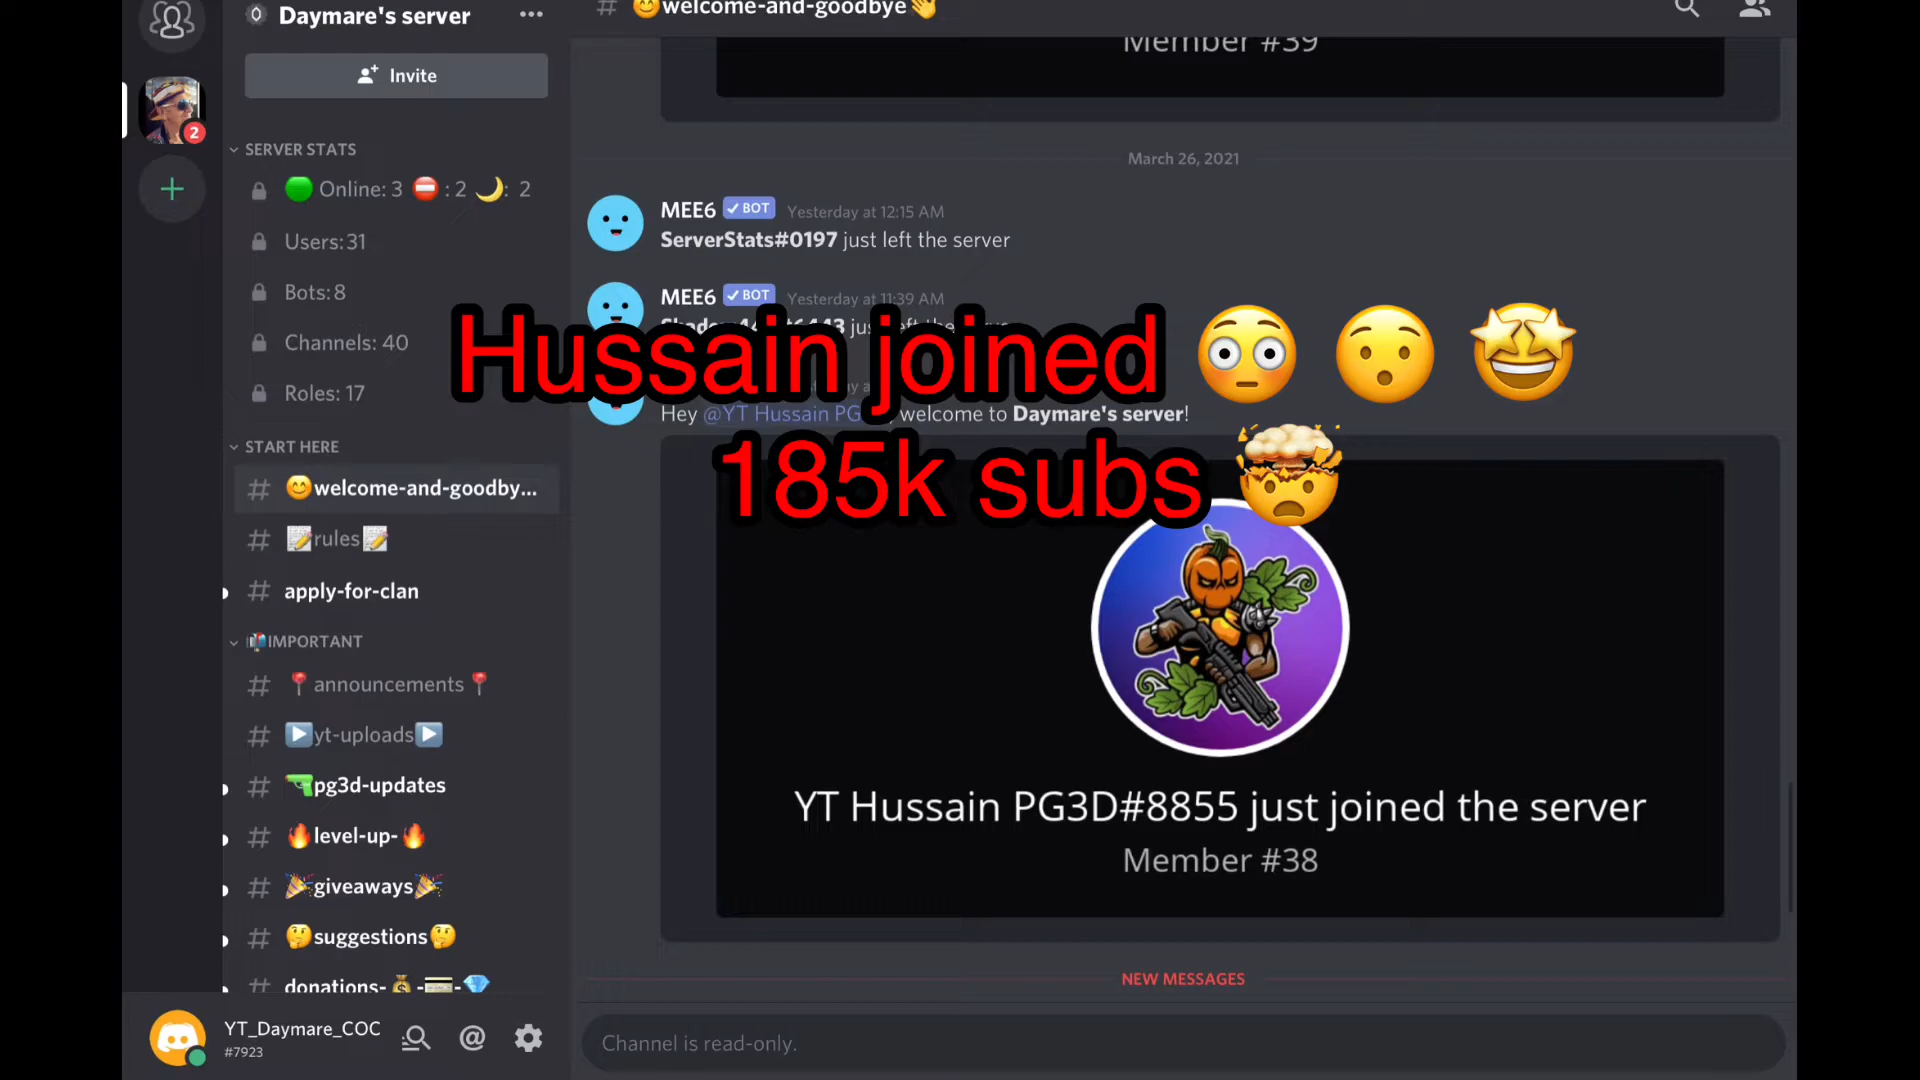 Daymare's server
Invite
SERVER STATS
Online: 3 ⛔ : 2 🌙: 2
Users:31
Bots:8
Channels: 40
Roles: 17
START HERE
# 😊welcome-and-goodby...
# 📝rules📝
# apply-for-clan
📬IMPORTANT
# 📍announcements📍
# ▶️yt-uploads▶️
# 🔫pg3d-updates
# 🔥level-up-🔥
# 🎉giveaways🎉
# 🤔suggestions🤔
# donations-💰-💳-💎
YT_Daymare_COC
#7923
2
# 😊welcome-and-goodbye👋
Member #39
March 26, 2021
MEE6 ✓ BOT Yesterday at 12:15 AM
ServerStats#0197 just left the server
MEE6 ✓ BOT Yesterday at 11:39 AM
Hussain joined 😳 😯 🤩
Hey @YT Hussain PG welcome to Daymare's server!
185k subs 🤯
YT Hussain PG3D#8855 just joined the server
Member #38
NEW MESSAGES
Channel is read-only.